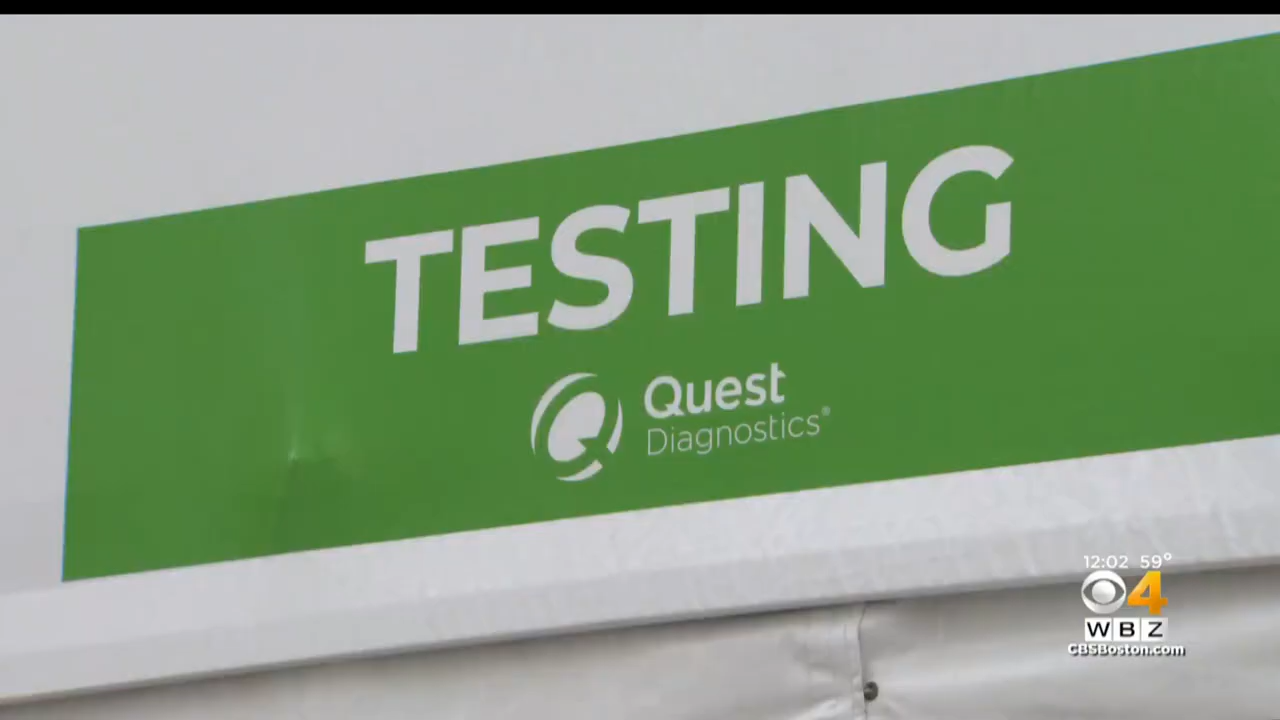 TESTING
Quest
Diagnostics®
12:02 59°
4
WBZ
CBSBoston.com